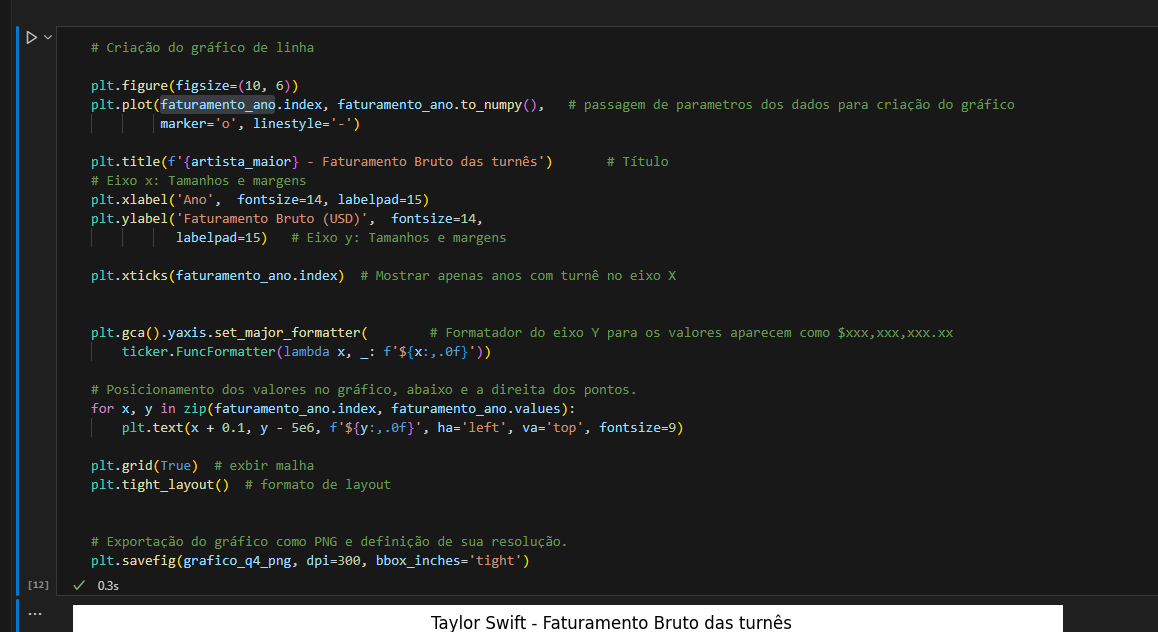 # Criação do gráfico de linha
plt.figure(figsize=(10, 6))
plt.plot(faturamento_ano.index, faturamento_ano.to_numpy(),   # passagem de parametros dos dados para criação do gráfico
         marker='o', linestyle='-')
plt.title(f'{artista_maior} - Faturamento Bruto das turnês')       # Título
# Eixo x: Tamanhos e margens
plt.xlabel('Ano',  fontsize=14, labelpad=15)
plt.ylabel('Faturamento Bruto (USD)',  fontsize=14,
           labelpad=15)   # Eixo y: Tamanhos e margens
plt.xticks(faturamento_ano.index)  # Mostrar apenas anos com turnê no eixo X
plt.gca().yaxis.set_major_formatter(        # Formatador do eixo Y para os valores aparecem como $xxx,xxx,xxx.xx
    ticker.FuncFormatter(lambda x, _: f'${x:,.0f}'))
# Posicionamento dos valores no gráfico, abaixo e a direita dos pontos.
for x, y in zip(faturamento_ano.index, faturamento_ano.values):
    plt.text(x + 0.1, y - 5e6, f'${y:,.0f}', ha='left', va='top', fontsize=9)
plt.grid(True)  # exbir malha
plt.tight_layout()  # formato de layout
# Exportação do gráfico como PNG e definição de sua resolução.
plt.savefig(grafico_q4_png, dpi=300, bbox_inches='tight')
[12] 0.3s
...
Taylor Swift - Faturamento Bruto das turnês